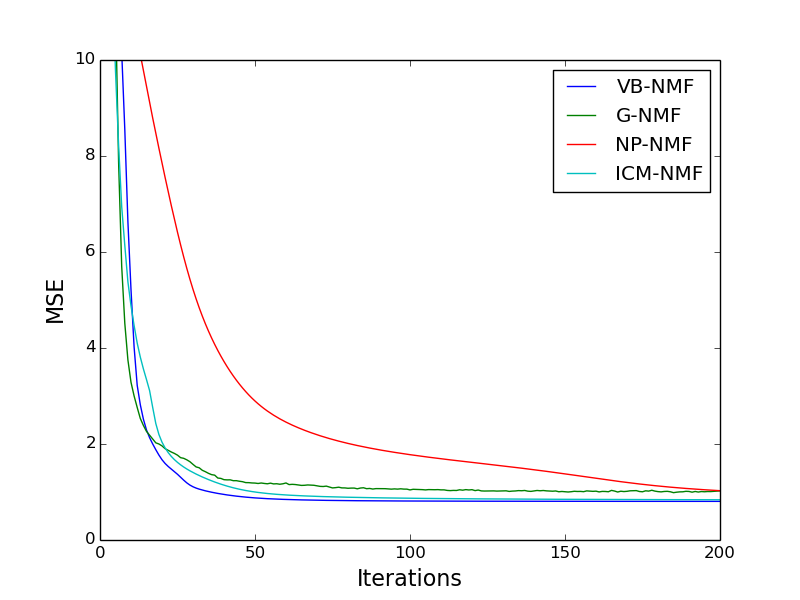 10
8
6
4
2
0
MSE
0 50 100 150 200
Iterations
VB-NMF
G-NMF
NP-NMF
ICM-NMF